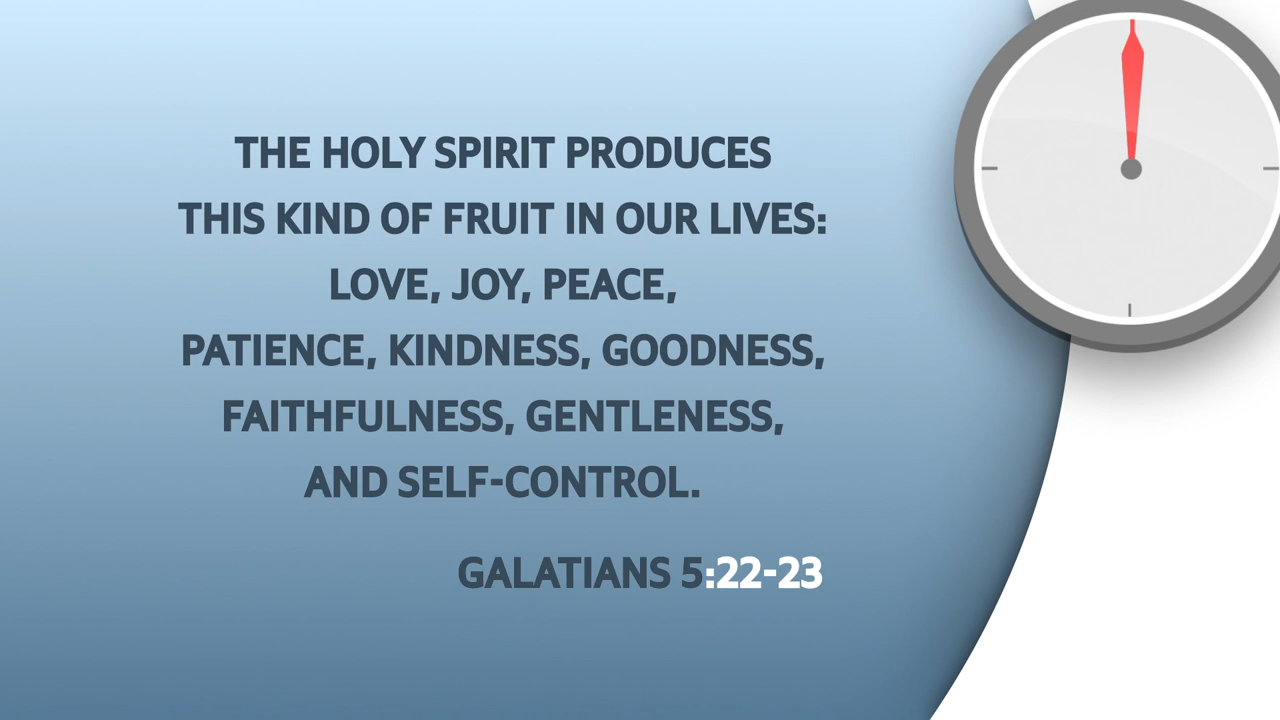 THE HOLY SPIRIT PRODUCES
THIS KIND OF FRUIT IN OUR LIVES:
LOVE, JOY, PEACE,
PATIENCE, KINDNESS, GOODNESS,
FAITHFULNESS, GENTLENESS,
AND SELF-CONTROL.
GALATIANS 5:22-23